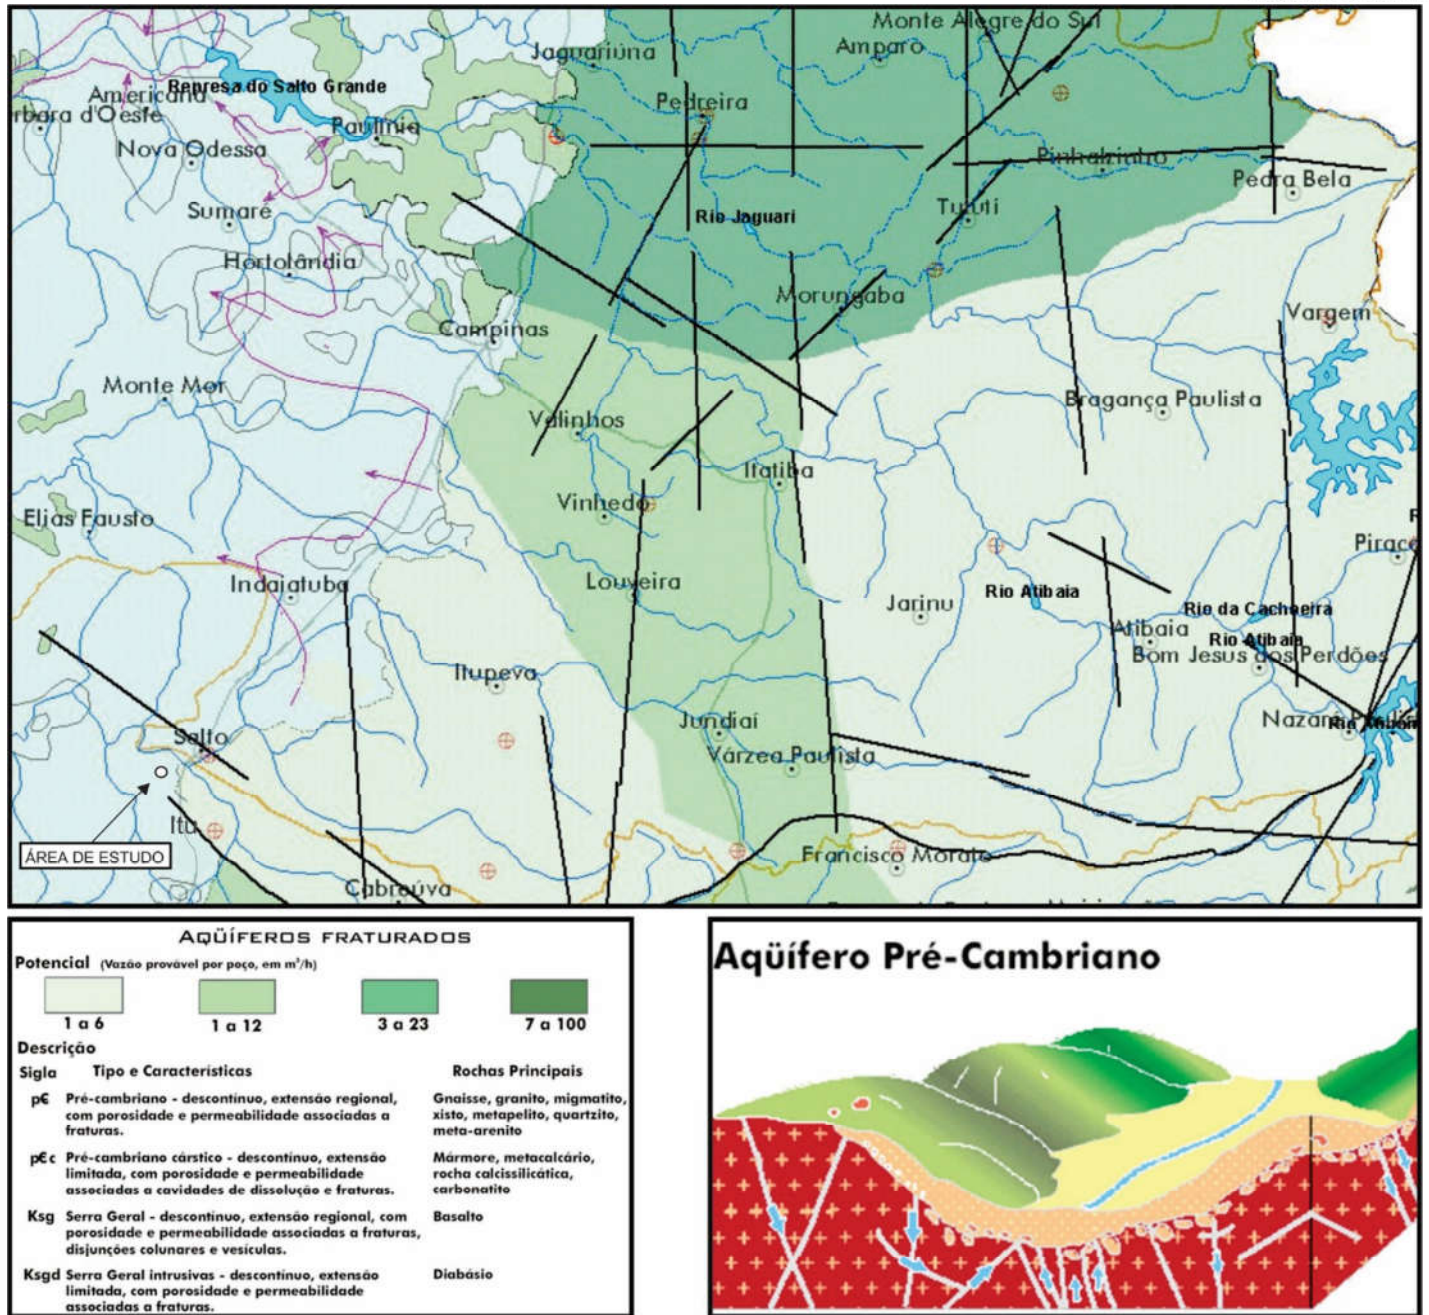 Monte Alegre do Sul
Jaguariúna
Amparo
Represa do Salto Grande
Americana
Pedreira
rbara d'Oeste
Paulínia
Nova Odessa
Pinhalzinho
Pedra Bela
Sumaré
Rio Jaguari
Tuiuti
Hortolândia
Morungaba
Vargem
Campinas
Monte Mor
Bragança Paulista
Valinhos
Itatiba
Vinhedo
Elias Fausto
Indaiatuba
Louveira
Jarinu
Rio Atibaia
Rio da Cachoeira
Atibaia
Rio Atibaia
Bom Jesus dos Perdões
Itupeva
Jundiaí
Salto
Várzea Paulista
Itu
ÁREA DE ESTUDO
Francisco Morato
Cabreúva
AQÜÍFEROS FRATURADOS
Potencial (Vazão provável por poço, em m³/h)
1 a 6 1 a 12 3 a 23 7 a 100
Descrição
Sigla Tipo e Características Rochas Principais
p€ Pré-cambriano - descontínuo, extensão regional, Gnaisse, granito, migmatito,
com porosidade e permeabilidade associadas a xisto, metapelito, quartzito,
fraturas. meta-arenito
p€c Pré-cambriano cárstico - descontínuo, extensão Mármore, metacalcário,
limitada, com porosidade e permeabilidade rocha calcissilicática,
associadas a cavidades de dissolução e fraturas. carbonatito
Ksg Serra Geral - descontínuo, extensão regional, com Basalto
porosidade e permeabilidade associadas a fraturas,
disjunções colunares e vesículas.
Ksgd Serra Geral intrusivas - descontínuo, extensão Diabásio
limitada, com porosidade e permeabilidade
associadas a fraturas.
Aqüífero Pré-Cambriano